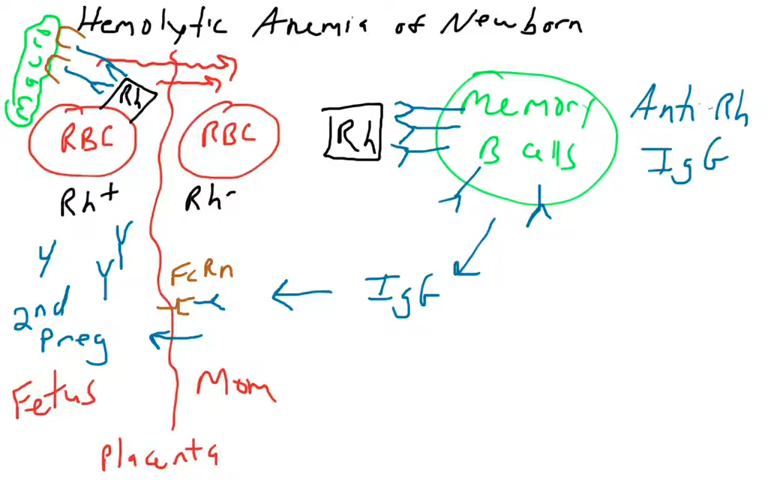 Hemolytic Anemia of Newborn
Rh
RBC
RBC
Rh+
Rh-
Rh
Memory
B Cells
Anti-Rh
IgG
FcRn
IgG
2nd
Preg
Fetus
Mom
Placenta